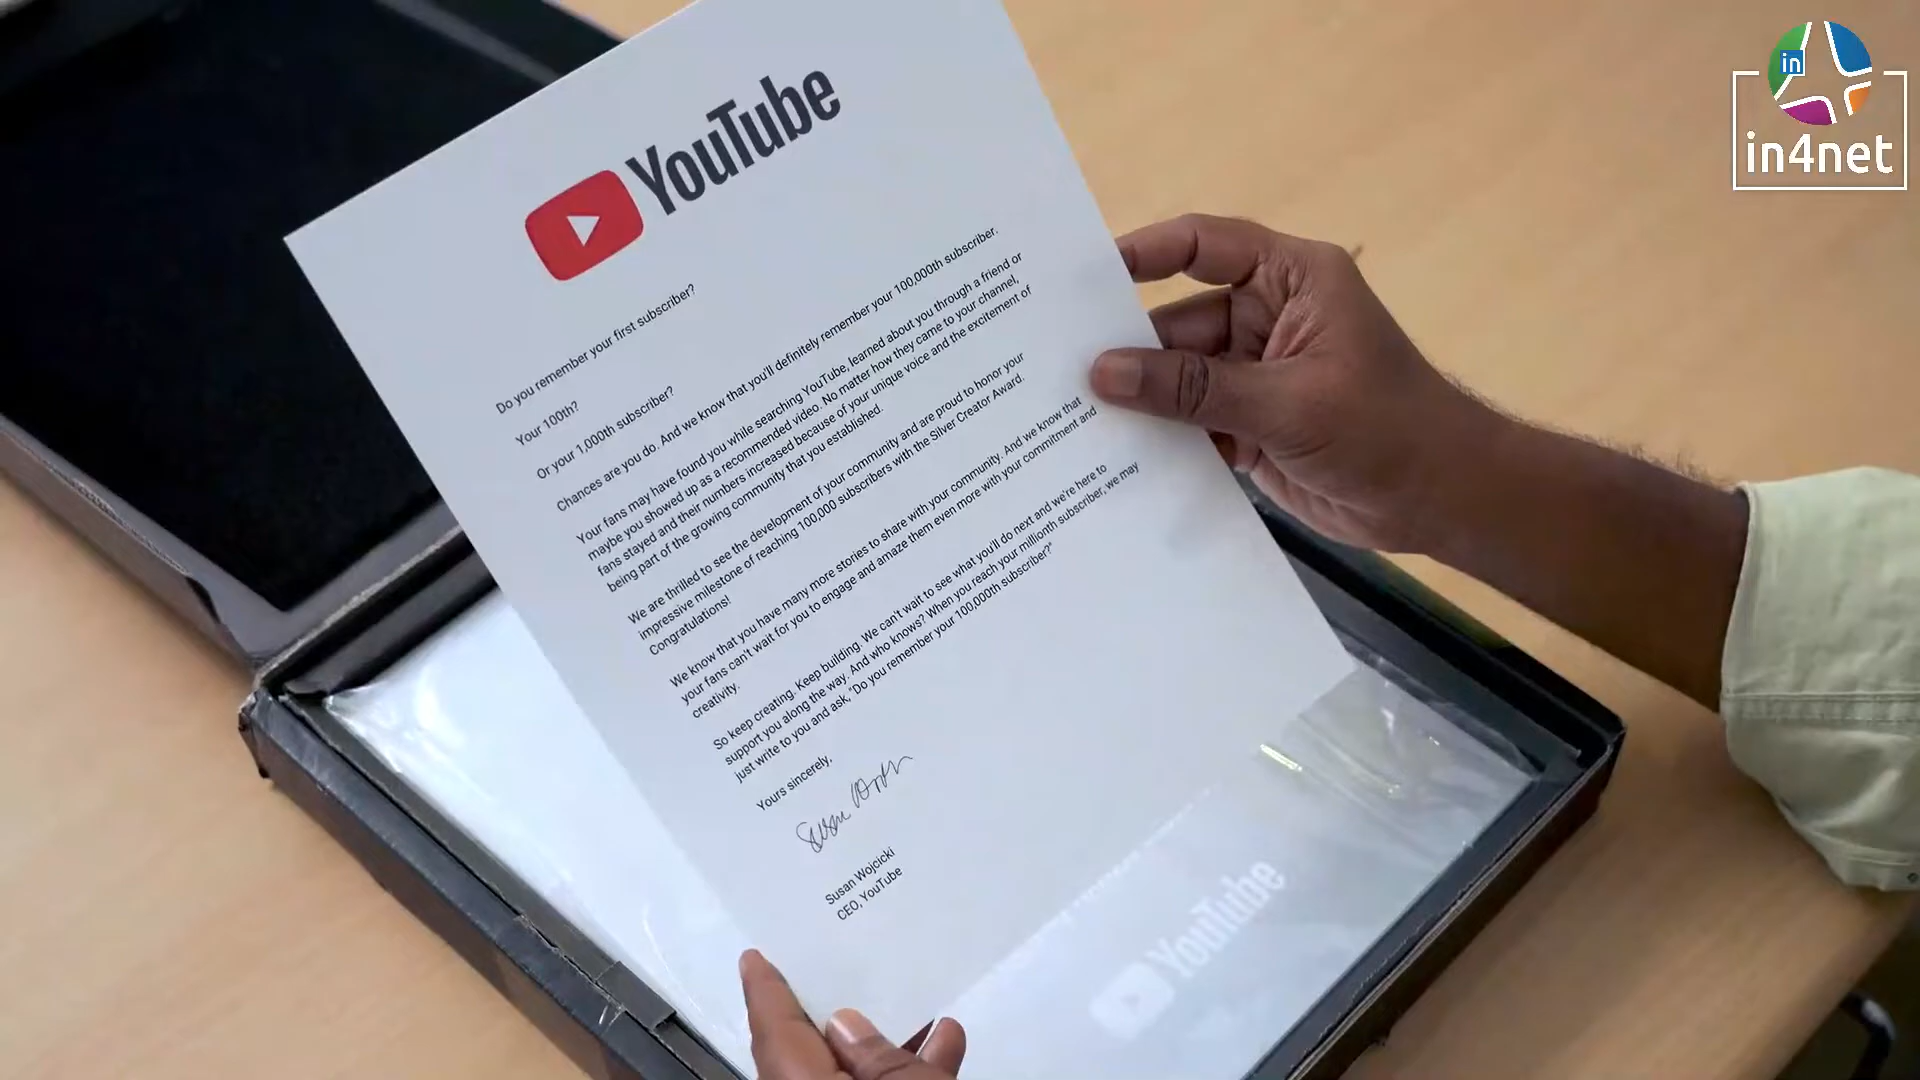 YouTube
Do you remember your first subscriber?
Your 100th?
Or your 1,000th subscriber?
Chances are you do. And we know that you'll definitely remember your 100,000th subscriber.
Your fans may have found you while searching YouTube, learned about you through a friend or
maybe you showed up as a recommended video. No matter how they came to your channel,
fans stayed and their numbers increased because of your unique voice and the excitement of
being part of the growing community that you established.
We are thrilled to see the development of your community and are proud to honor your
impressive milestone of reaching 100,000 subscribers with the Silver Creator Award.
Congratulations!
We know that you have many more stories to share with your community. And we know that
your fans can't wait for you to engage and amaze them even more with your commitment and
creativity.
So keep creating. Keep building. We can't wait to see what you'll do next and we're here to
support you along the way. And who knows? When you reach your millionth subscriber, we may
just write to you and ask, "Do you remember your 100,000th subscriber?"
Yours sincerely,
Susan
Susan Wojcicki
CEO, YouTube
YouTube
in
in4net